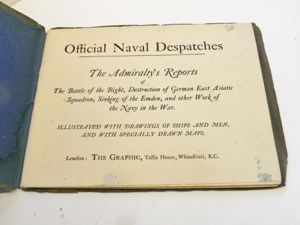 Official Naval Despatches
The Admiralty's Reports
of
The Battle of the Bight, Destruction of German East Asiatic
Squadron, Sinking of the Emden, and other Work of
the Navy in the War.
ILLUSTRATED WITH DRAWINGS OF SHIPS AND MEN,
AND WITH SPECIALLY DRAWN MAPS.
London: THE GRAPHIC, Tallis House, Whitefriars, E.C.